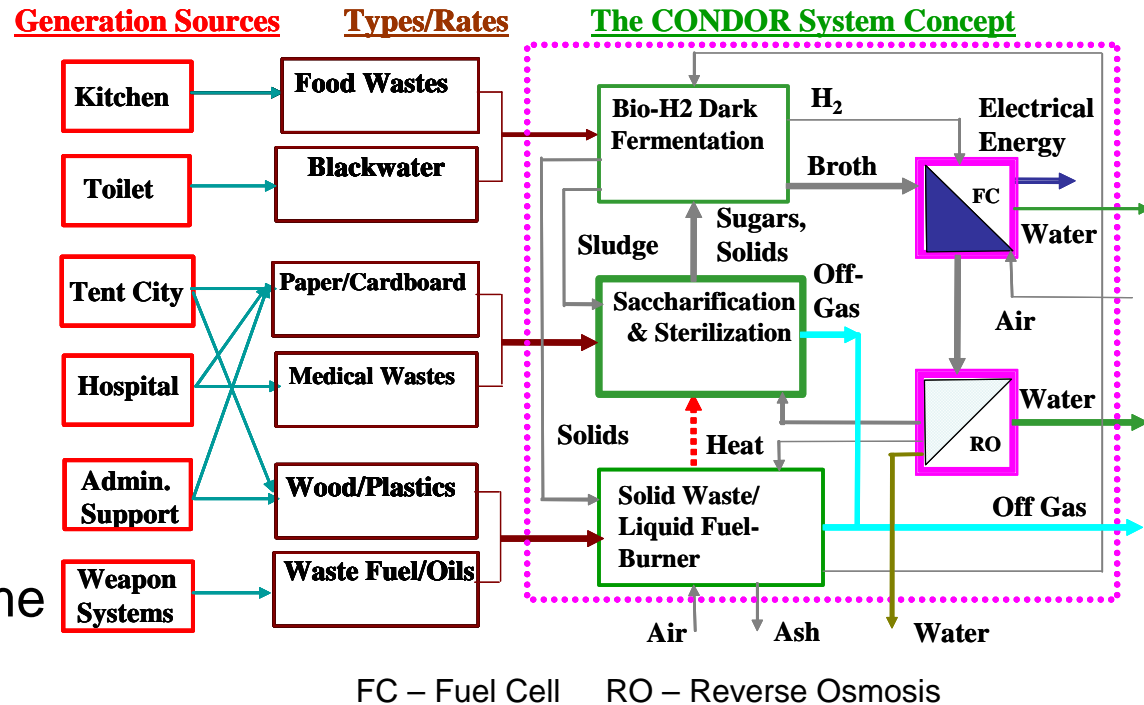 Generation Sources
Types/Rates
The CONDOR System Concept
Kitchen
Toilet
Tent City
Hospital
Admin.
Support
Weapon
Systems
ne
Food Wastes
Blackwater
Paper/Cardboard
Medical Wastes
Wood/Plastics
Waste Fuel/Oils
Bio-H2 Dark
Fermentation
H2
Electrical
Energy
Broth
FC
Water
Sludge
Sugars,
Solids
Off-
Gas
Saccharification
& Sterilization
Air
Solids
Heat
Water
RO
Solid Waste/
Liquid Fuel-
Burner
Off Gas
Air
Ash
Water
FC – Fuel Cell
RO – Reverse Osmosis